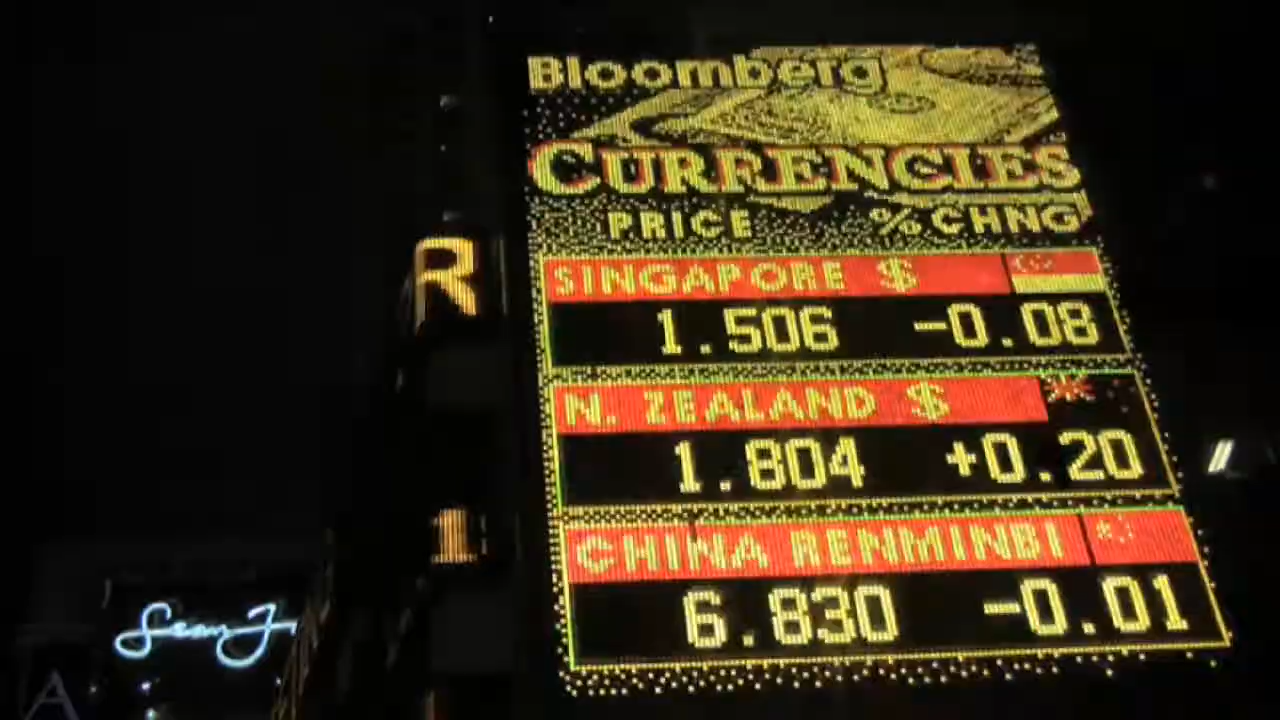 Bloomberg
CURRENCIES
PRICE % CHNG
SINGAPORE $
1.506 -0.08
N. ZEALAND $
1.804 +0.20
CHINA RENMINBI
6.830 -0.01
R
Sean J
A